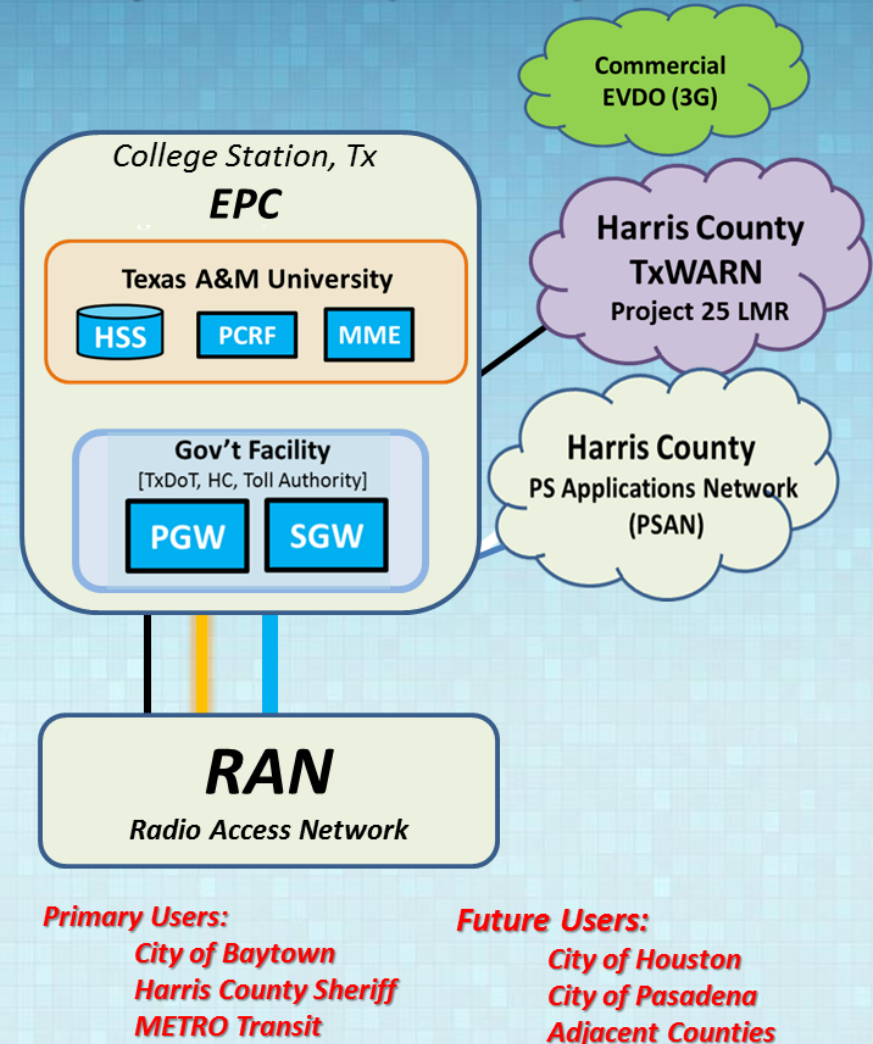 Commercial
EVDO (3G)
College Station, Tx
EPC
Harris County
TxWARN
Project 25 LMR
Texas A&M University
HSS
PCRF
MME
Gov't Facility
[TxDoT, HC, Toll Authority]
PGW
SGW
Harris County
PS Applications Network
(PSAN)
RAN
Radio Access Network
Primary Users:
City of Baytown
Harris County Sheriff
METRO Transit
Future Users:
City of Houston
City of Pasadena
Adjacent Counties